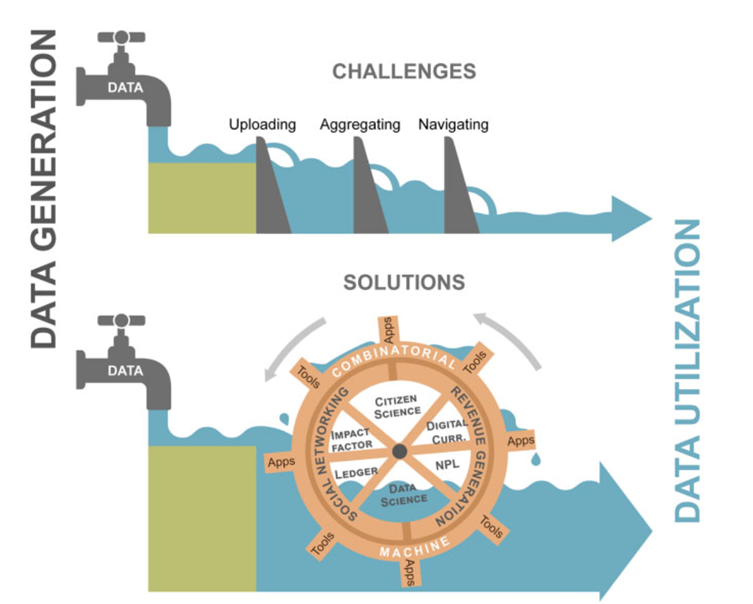 DATA GENERATION
DATA
CHALLENGES
Uploading
Aggregating
Navigating
DATA UTILIZATION
SOLUTIONS
DATA
Apps
Tools
Apps
Tools
Apps
Tools
Apps
Tools
COMBINATORIAL
REVENUE GENERATION
MACHINE
SOCIAL NETWORKING
CITIZEN
SCIENCE
DIGITAL
CURR.
NPL
DATA
SCIENCE
LEDGER
IMPACT
FACTOR